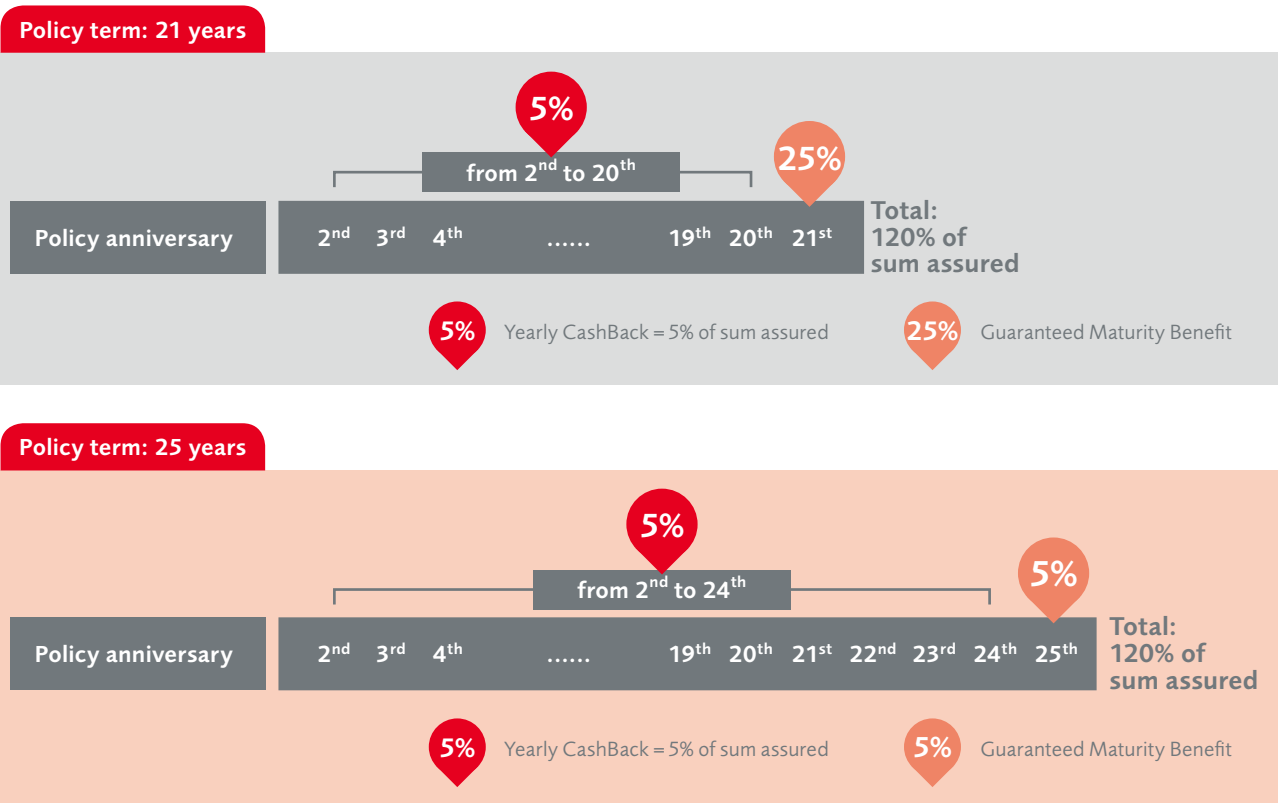 Policy term: 21 years
5%
from 2nd to 20th
25%
Policy anniversary
2nd 3rd 4th ...... 19th 20th 21st
Total:
120% of
sum assured
5% Yearly CashBack = 5% of sum assured
25% Guaranteed Maturity Benefit
Policy term: 25 years
5%
from 2nd to 24th
5%
Policy anniversary
2nd 3rd 4th ...... 19th 20th 21st 22nd 23rd 24th 25th
Total:
120% of
sum assured
5% Yearly CashBack = 5% of sum assured
5% Guaranteed Maturity Benefit